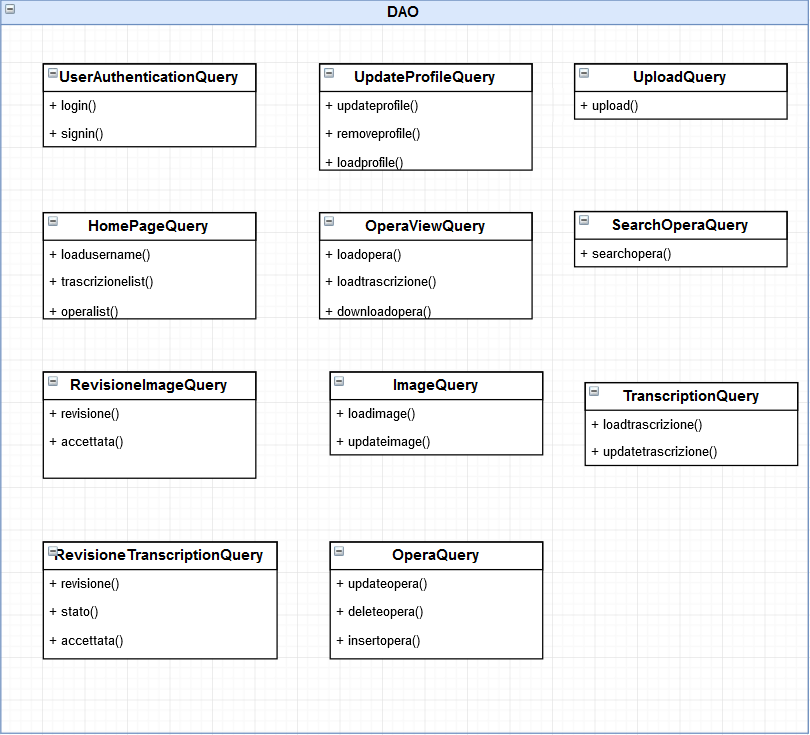 DAO
UserAuthenticationQuery
+ login()
+ signin()
UpdateProfileQuery
+ updateprofile()
+ removeprofile()
+ loadprofile()
UploadQuery
+ upload()
HomePageQuery
+ loadusername()
+ trascrizionelist()
+ operalist()
OperaViewQuery
+ loadopera()
+ loadtrascrizione()
+ downloadopera()
SearchOperaQuery
+ searchopera()
RevisioneImageQuery
+ revisione()
+ accettata()
ImageQuery
+ loadimage()
+ updateimage()
TranscriptionQuery
+ loadtrascrizione()
+ updatetrascrizione()
RevisioneTranscriptionQuery
+ revisione()
+ stato()
+ accettata()
OperaQuery
+ updateopera()
+ deleteopera()
+ insertopera()